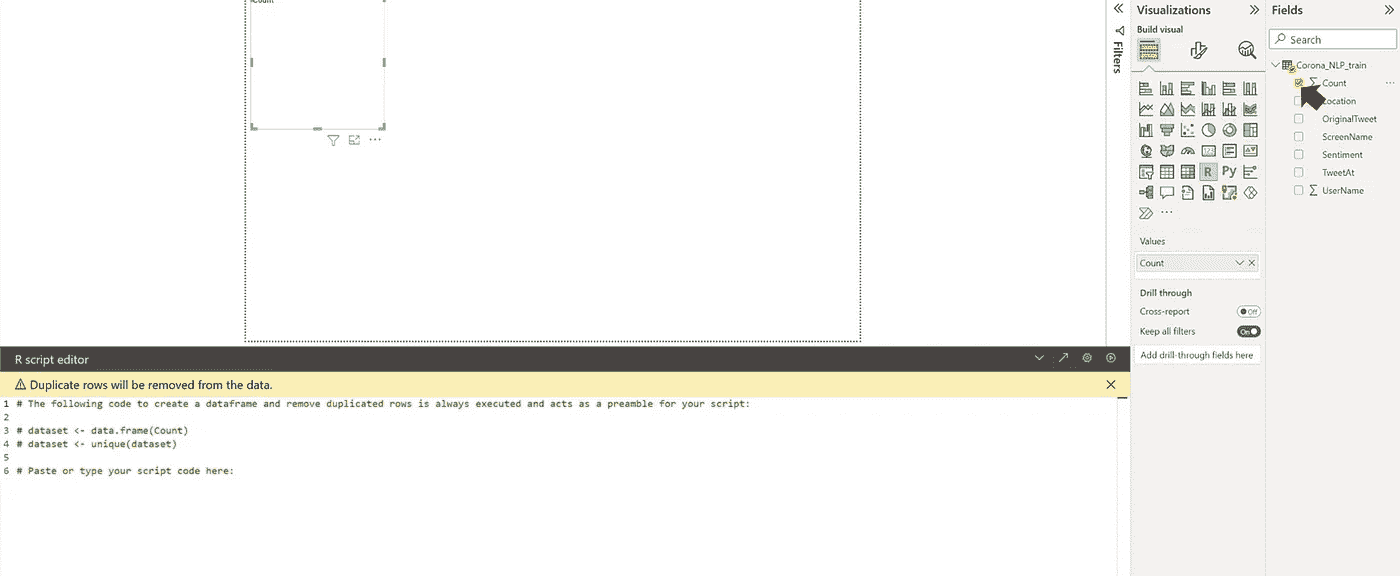 Count
Filters
Visualizations
Build visual
R
Py
Values
Count
Drill through
Cross-report
Off
Keep all filters
On
Add drill-through fields here
Fields
Search
Corona_NLP_train
Count
Location
OriginalTweet
ScreenName
Sentiment
TweetAt
UserName
R script editor
Duplicate rows will be removed from the data.
1 # The following code to create a dataframe and remove duplicated rows is always executed and acts as a preamble for your script:
2
3 # dataset <- data.frame(Count)
4 # dataset <- unique(dataset)
5
6 # Paste or type your script code here: